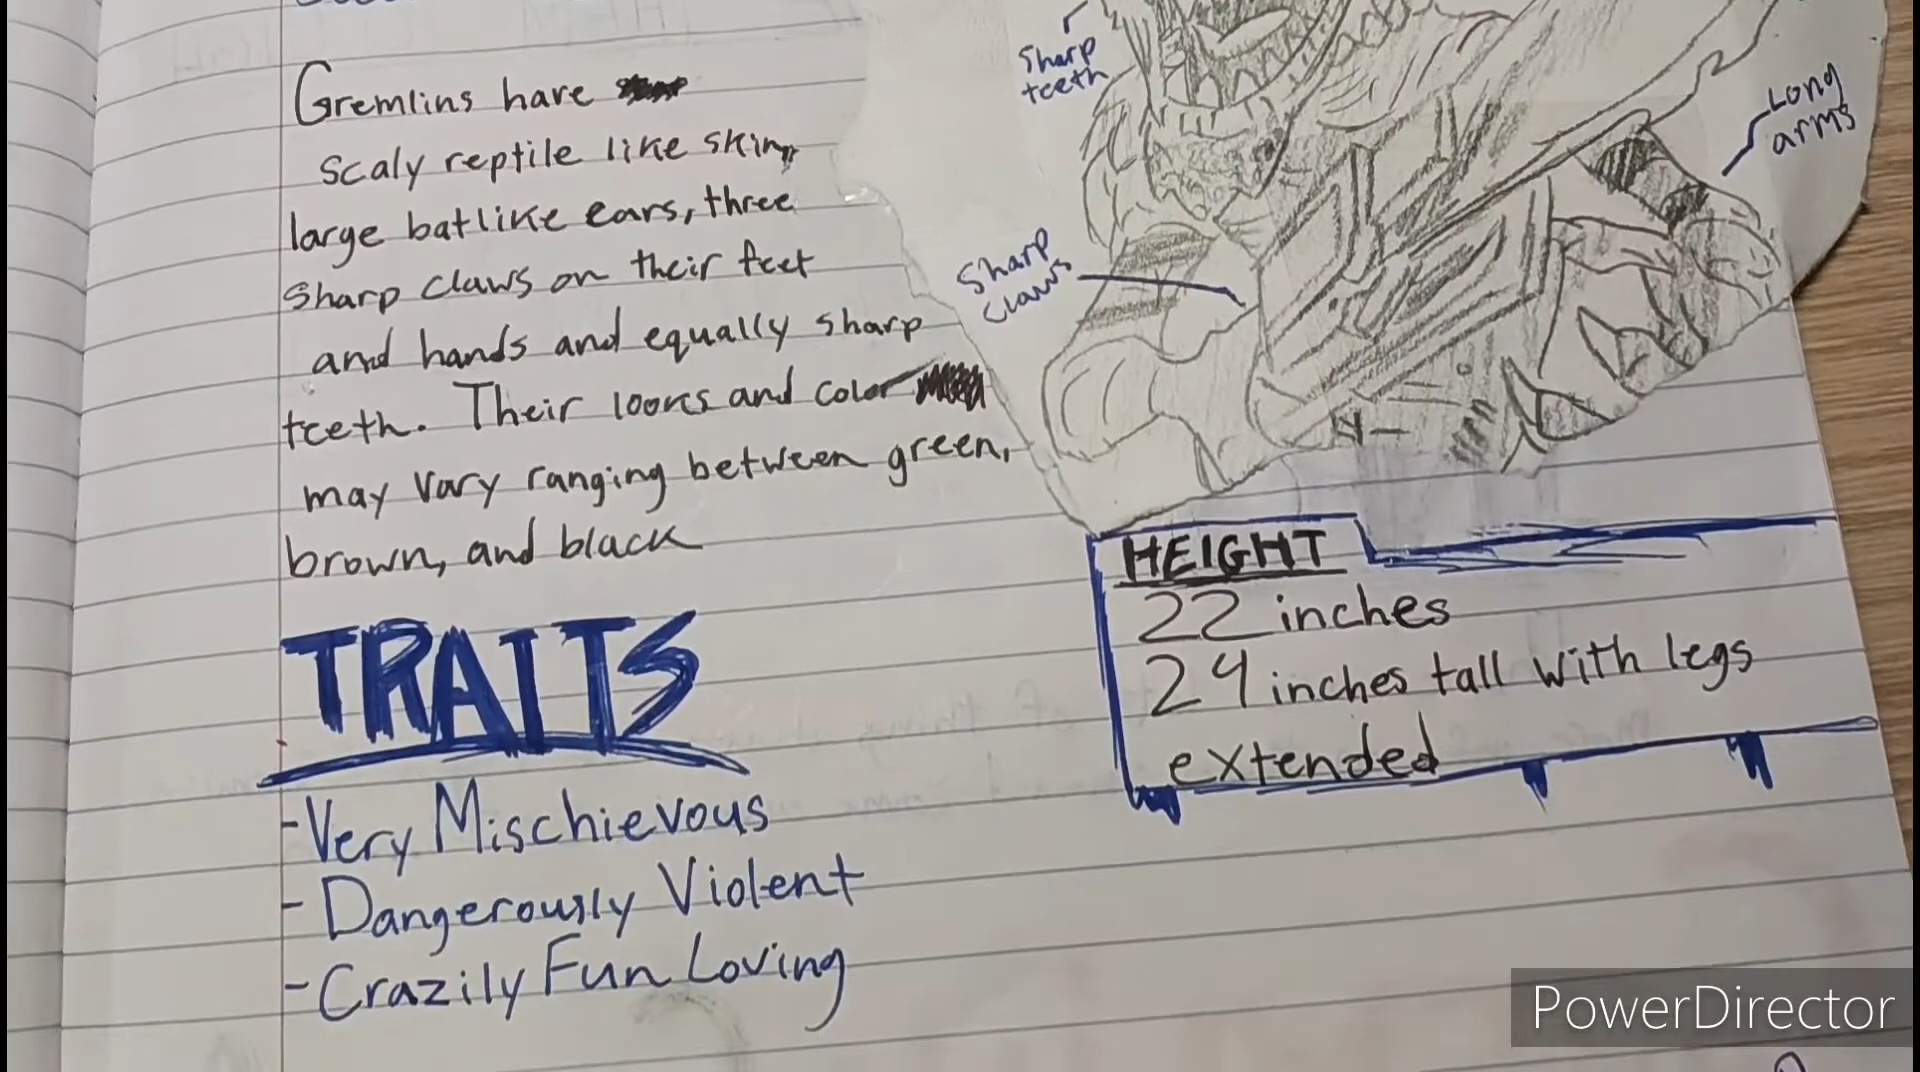 Gremlins have
scaly reptile like skin,
large batlike ears, three
sharp claws on their feet
and hands and equally sharp
teeth. Their looks and color
may vary ranging between green,
brown, and black
TRAITS
-Very Mischievous
- Dangerously Violent
- Crazily Fun Loving
Sharp
teeth
Long
arms
Sharp
claws
HEIGHT
22 inches
24 inches tall with legs
extended
PowerDirector